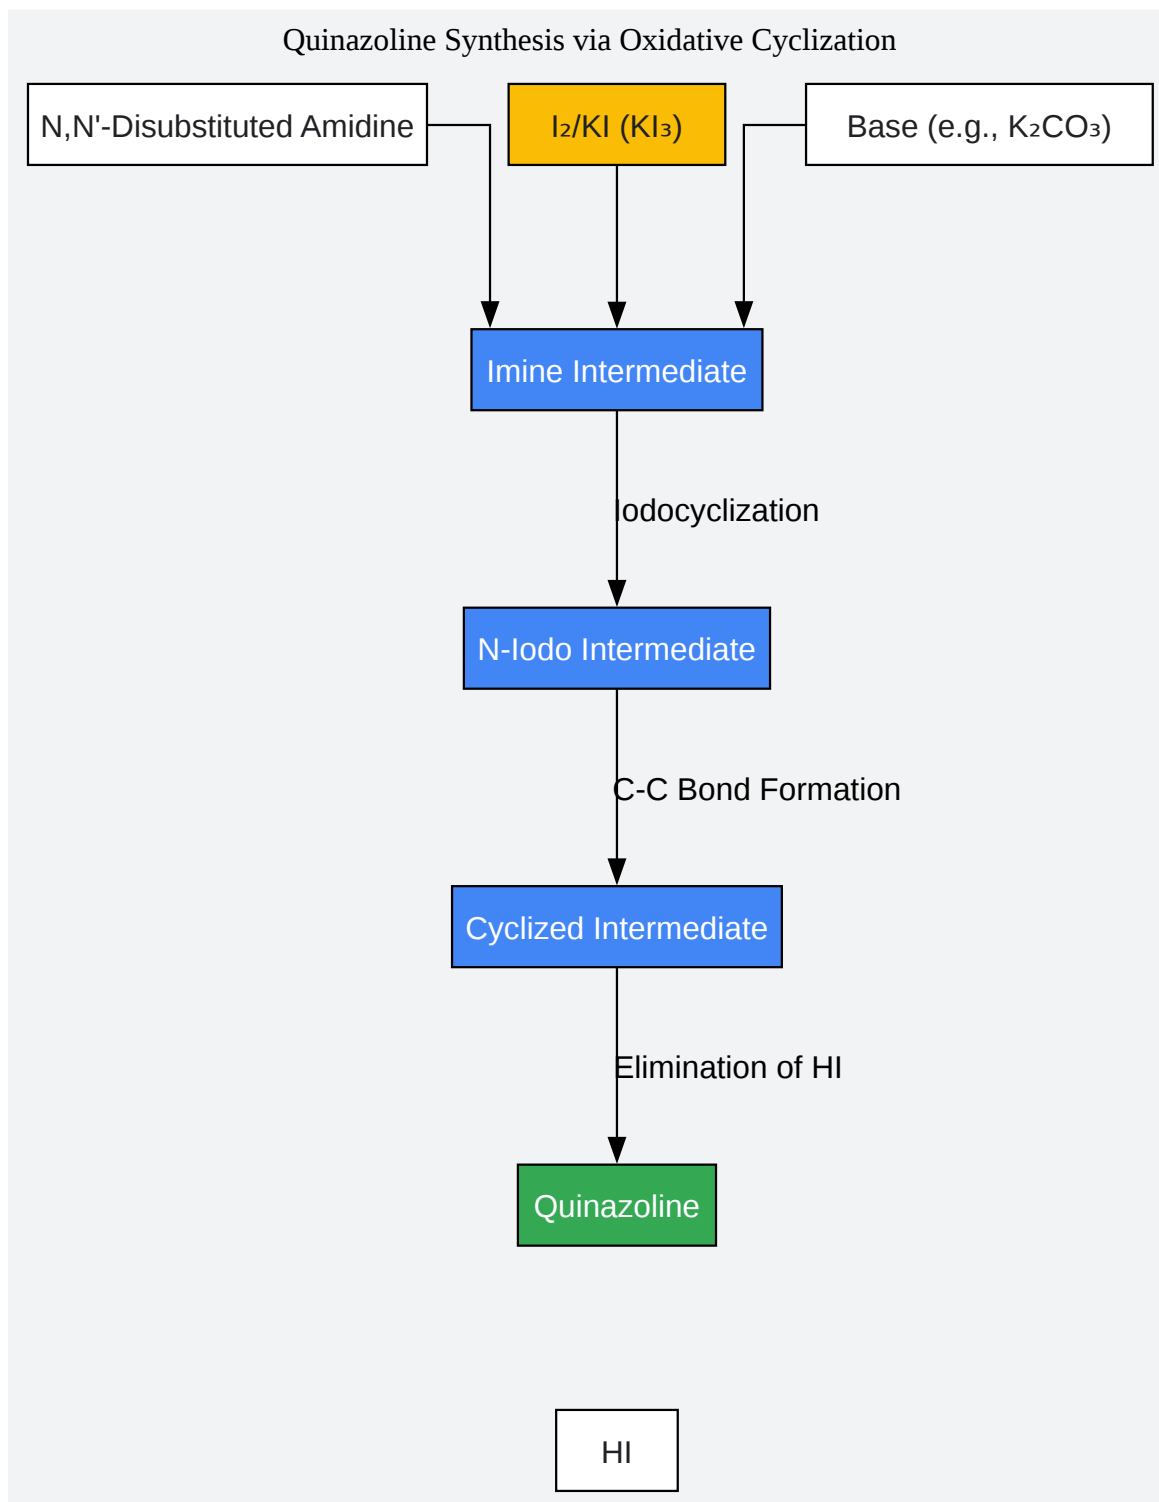 Quinazoline Synthesis via Oxidative Cyclization
N,N'-Disubstituted Amidine
I₂/KI (KI₃)
Base (e.g., K₂CO₃)
Imine Intermediate
Iodocyclization
N-Iodo Intermediate
C-C Bond Formation
Cyclized Intermediate
Elimination of HI
Quinazoline
HI